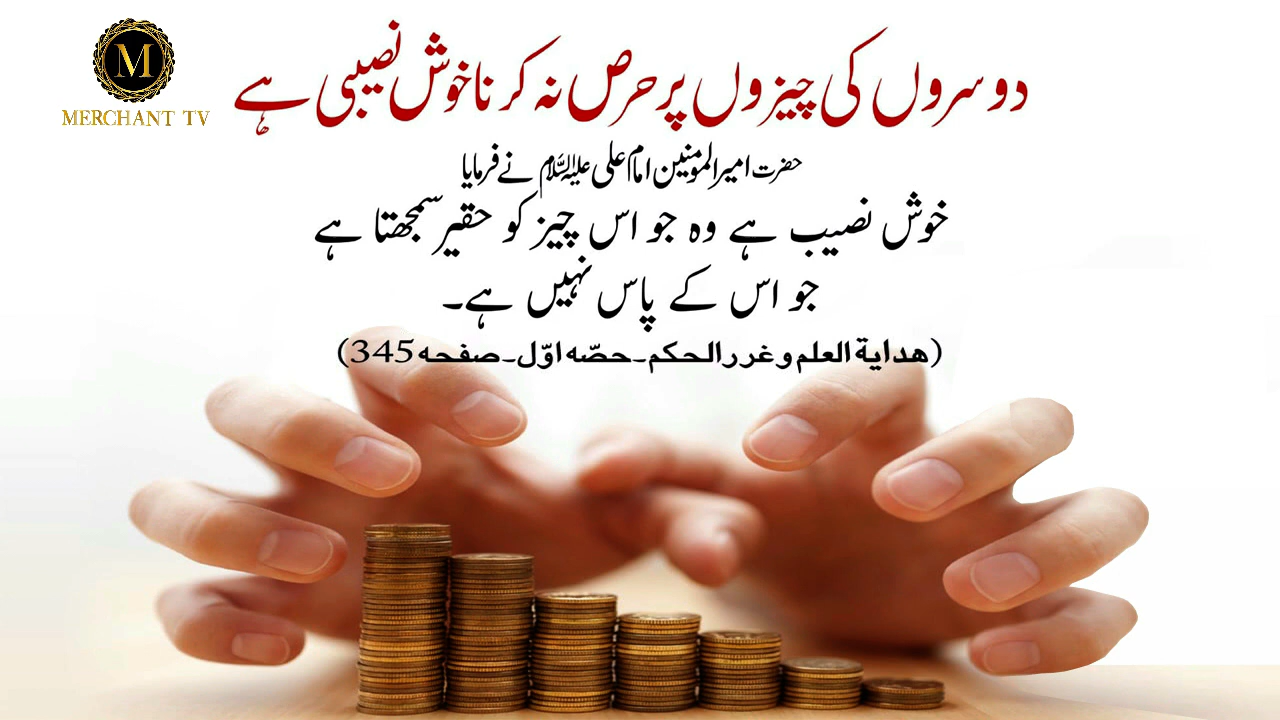 MERCHANT TV
دوسروں کی چیزوں پر حرص نہ کرنا خوش نصیبی ہے
حضرت امیرالمومنین امام علی علیہ السلام نے فرمایا
خوش نصیب ہے وہ جو اس چیز کو حقیر سمجھتا ہے
جو اس کے پاس نہیں ہے۔
(هداية العلم و غرر الحکم۔حصّہ اوّل۔صفحہ 345)